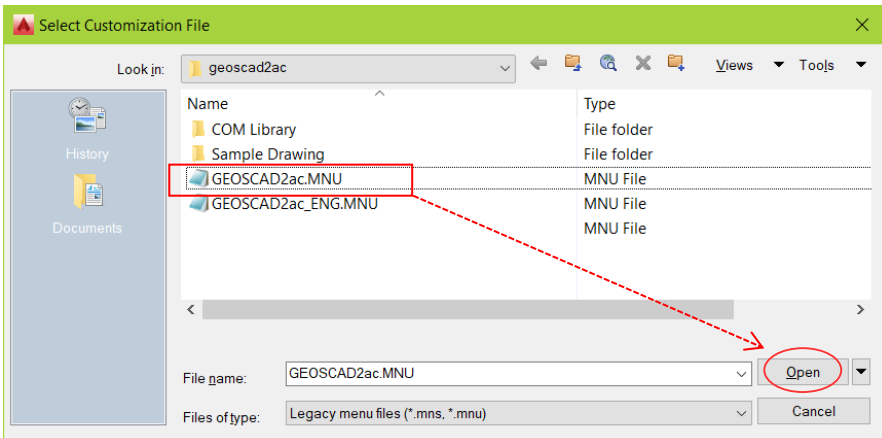 Select Customization File
Look in: geoscad2ac Views Tools
Name Type
COM Library File folder
History
Sample Drawing File folder
GEOSCAD2ac.MNU MNU File
GEOSCAD2ac_ENG.MNU MNU File
Documents MNU File
File name: GEOSCAD2ac.MNU Open
Files of type: Legacy menu files (*.mns, *.mnu) Cancel